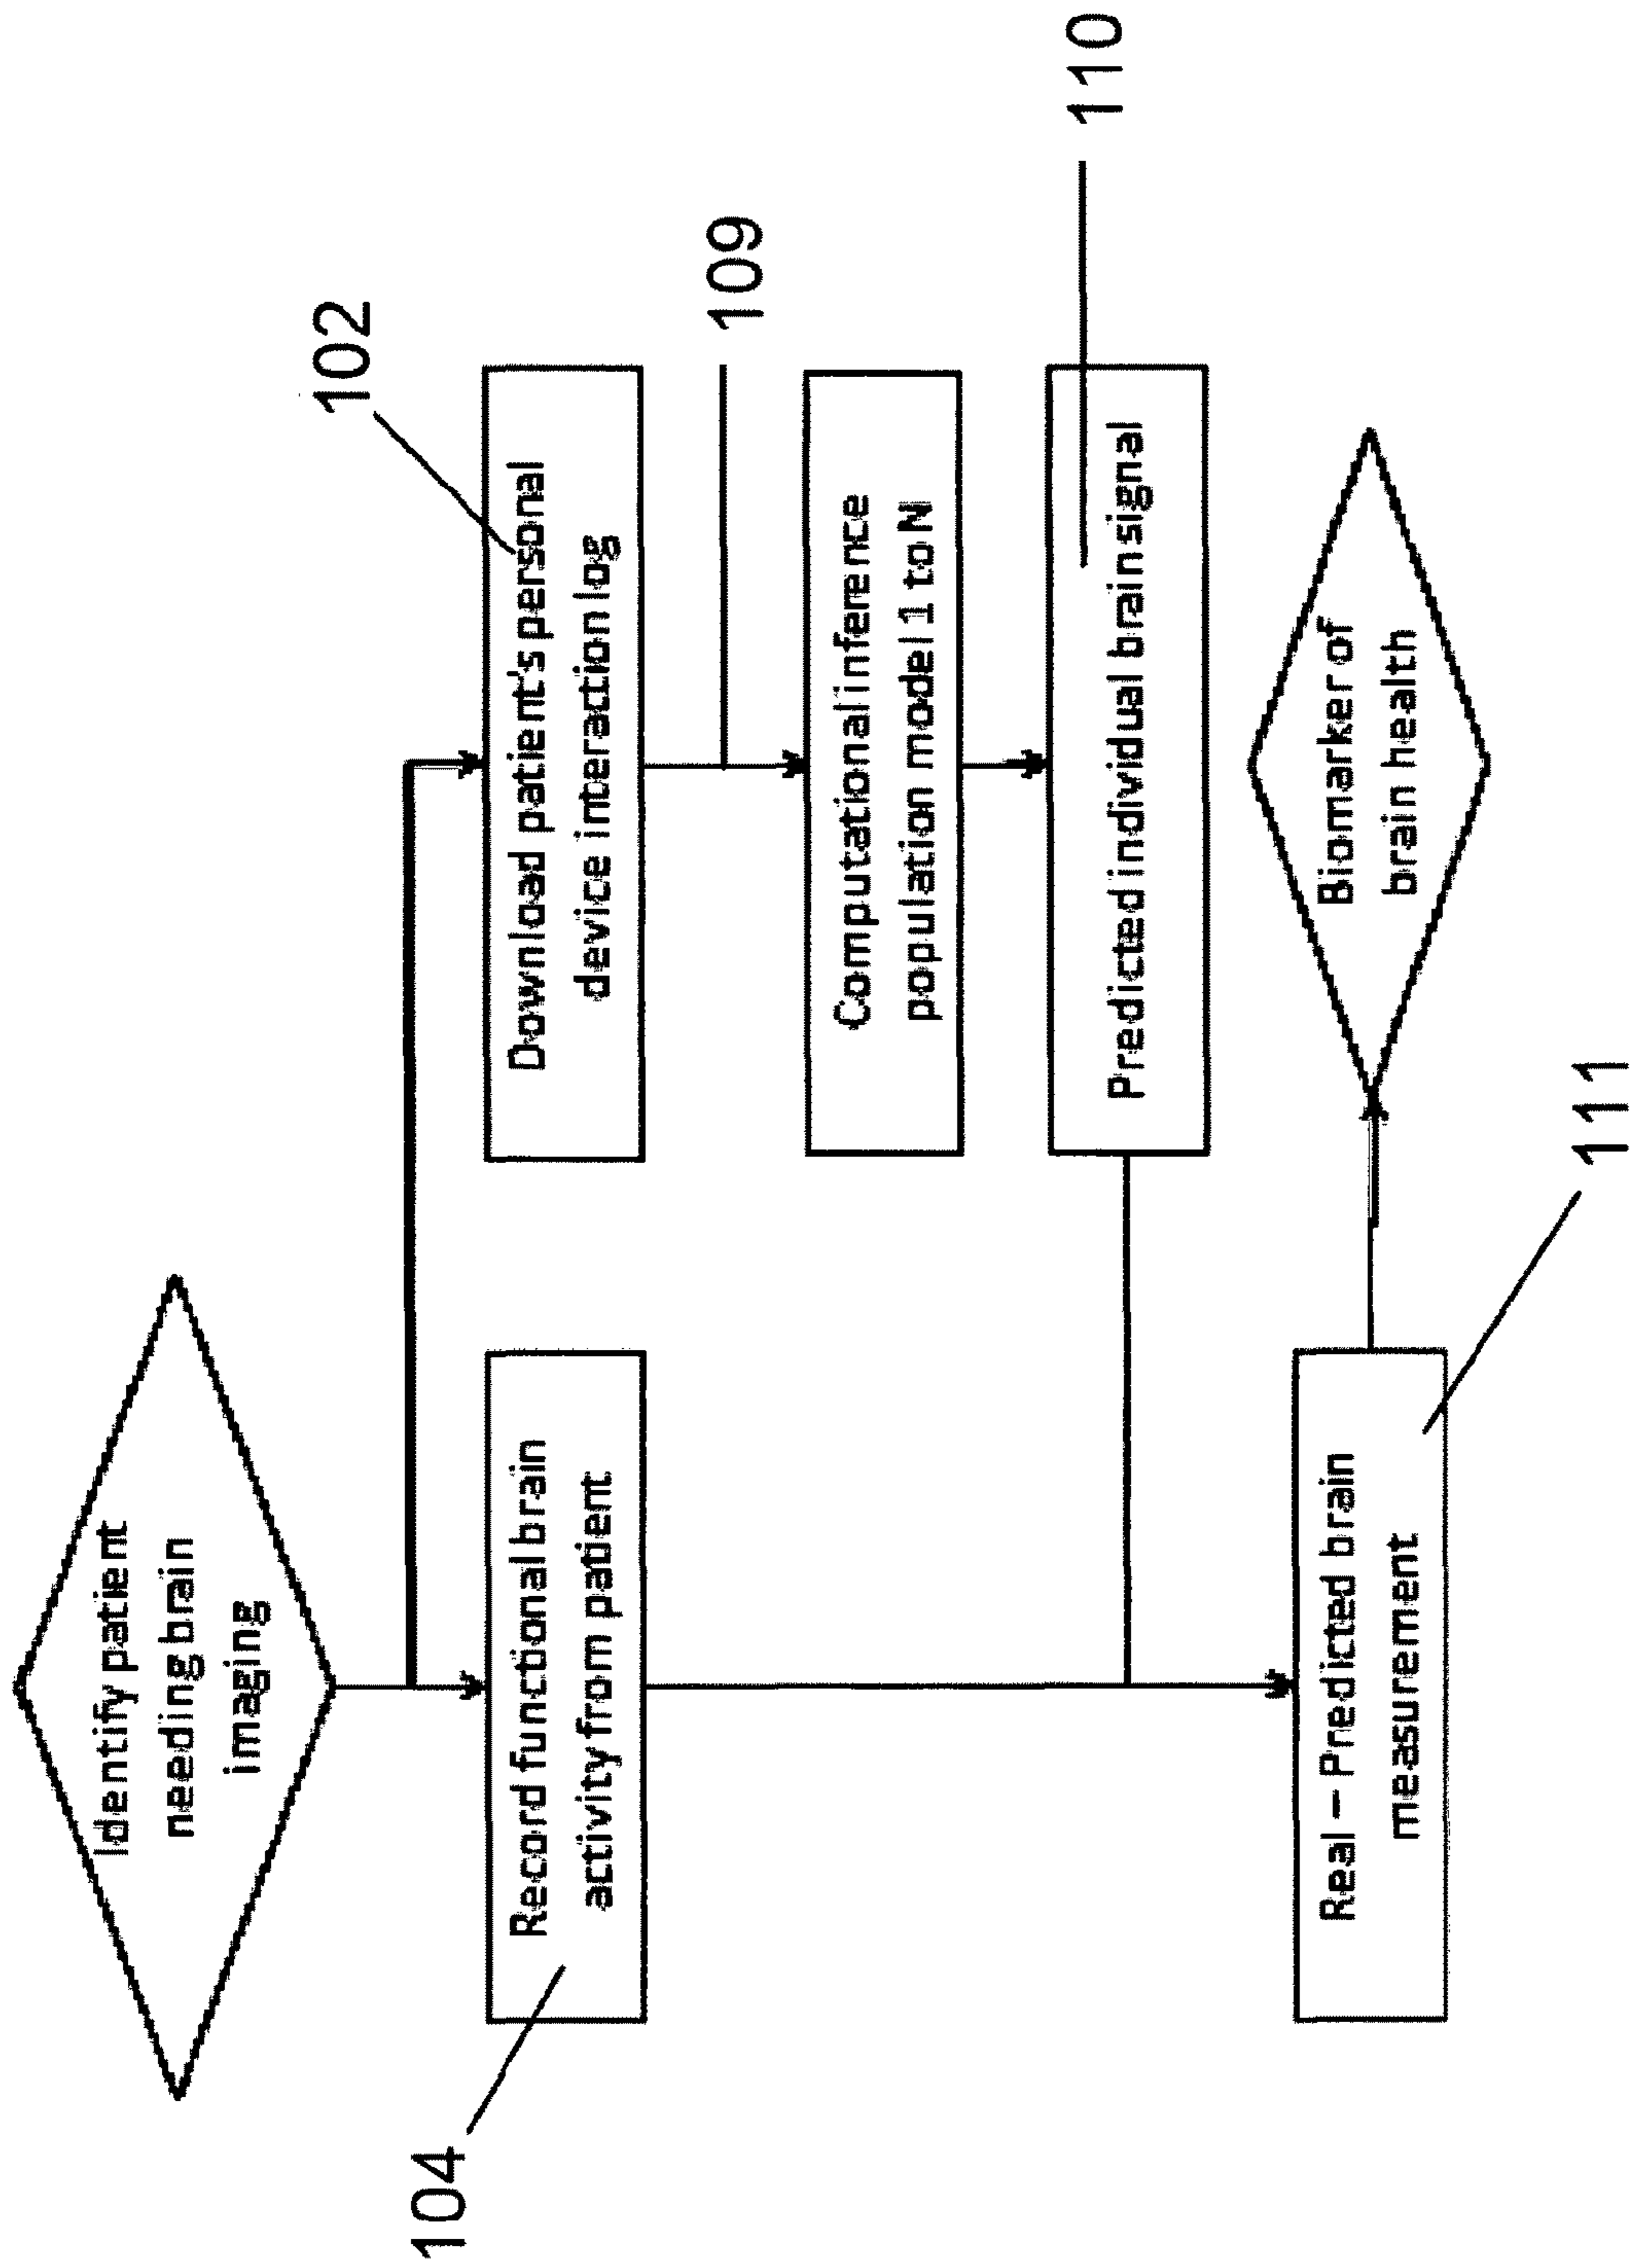 Identify patient
needing brain
imaging
102
Record functional brain
activity from patient
104
Download patient's personal
device interaction log
109
Computational inference
population model 1 to N
Predicted individual brain signal
110
Real – Predicted brain
measurement
111
Biomarker of
brain health